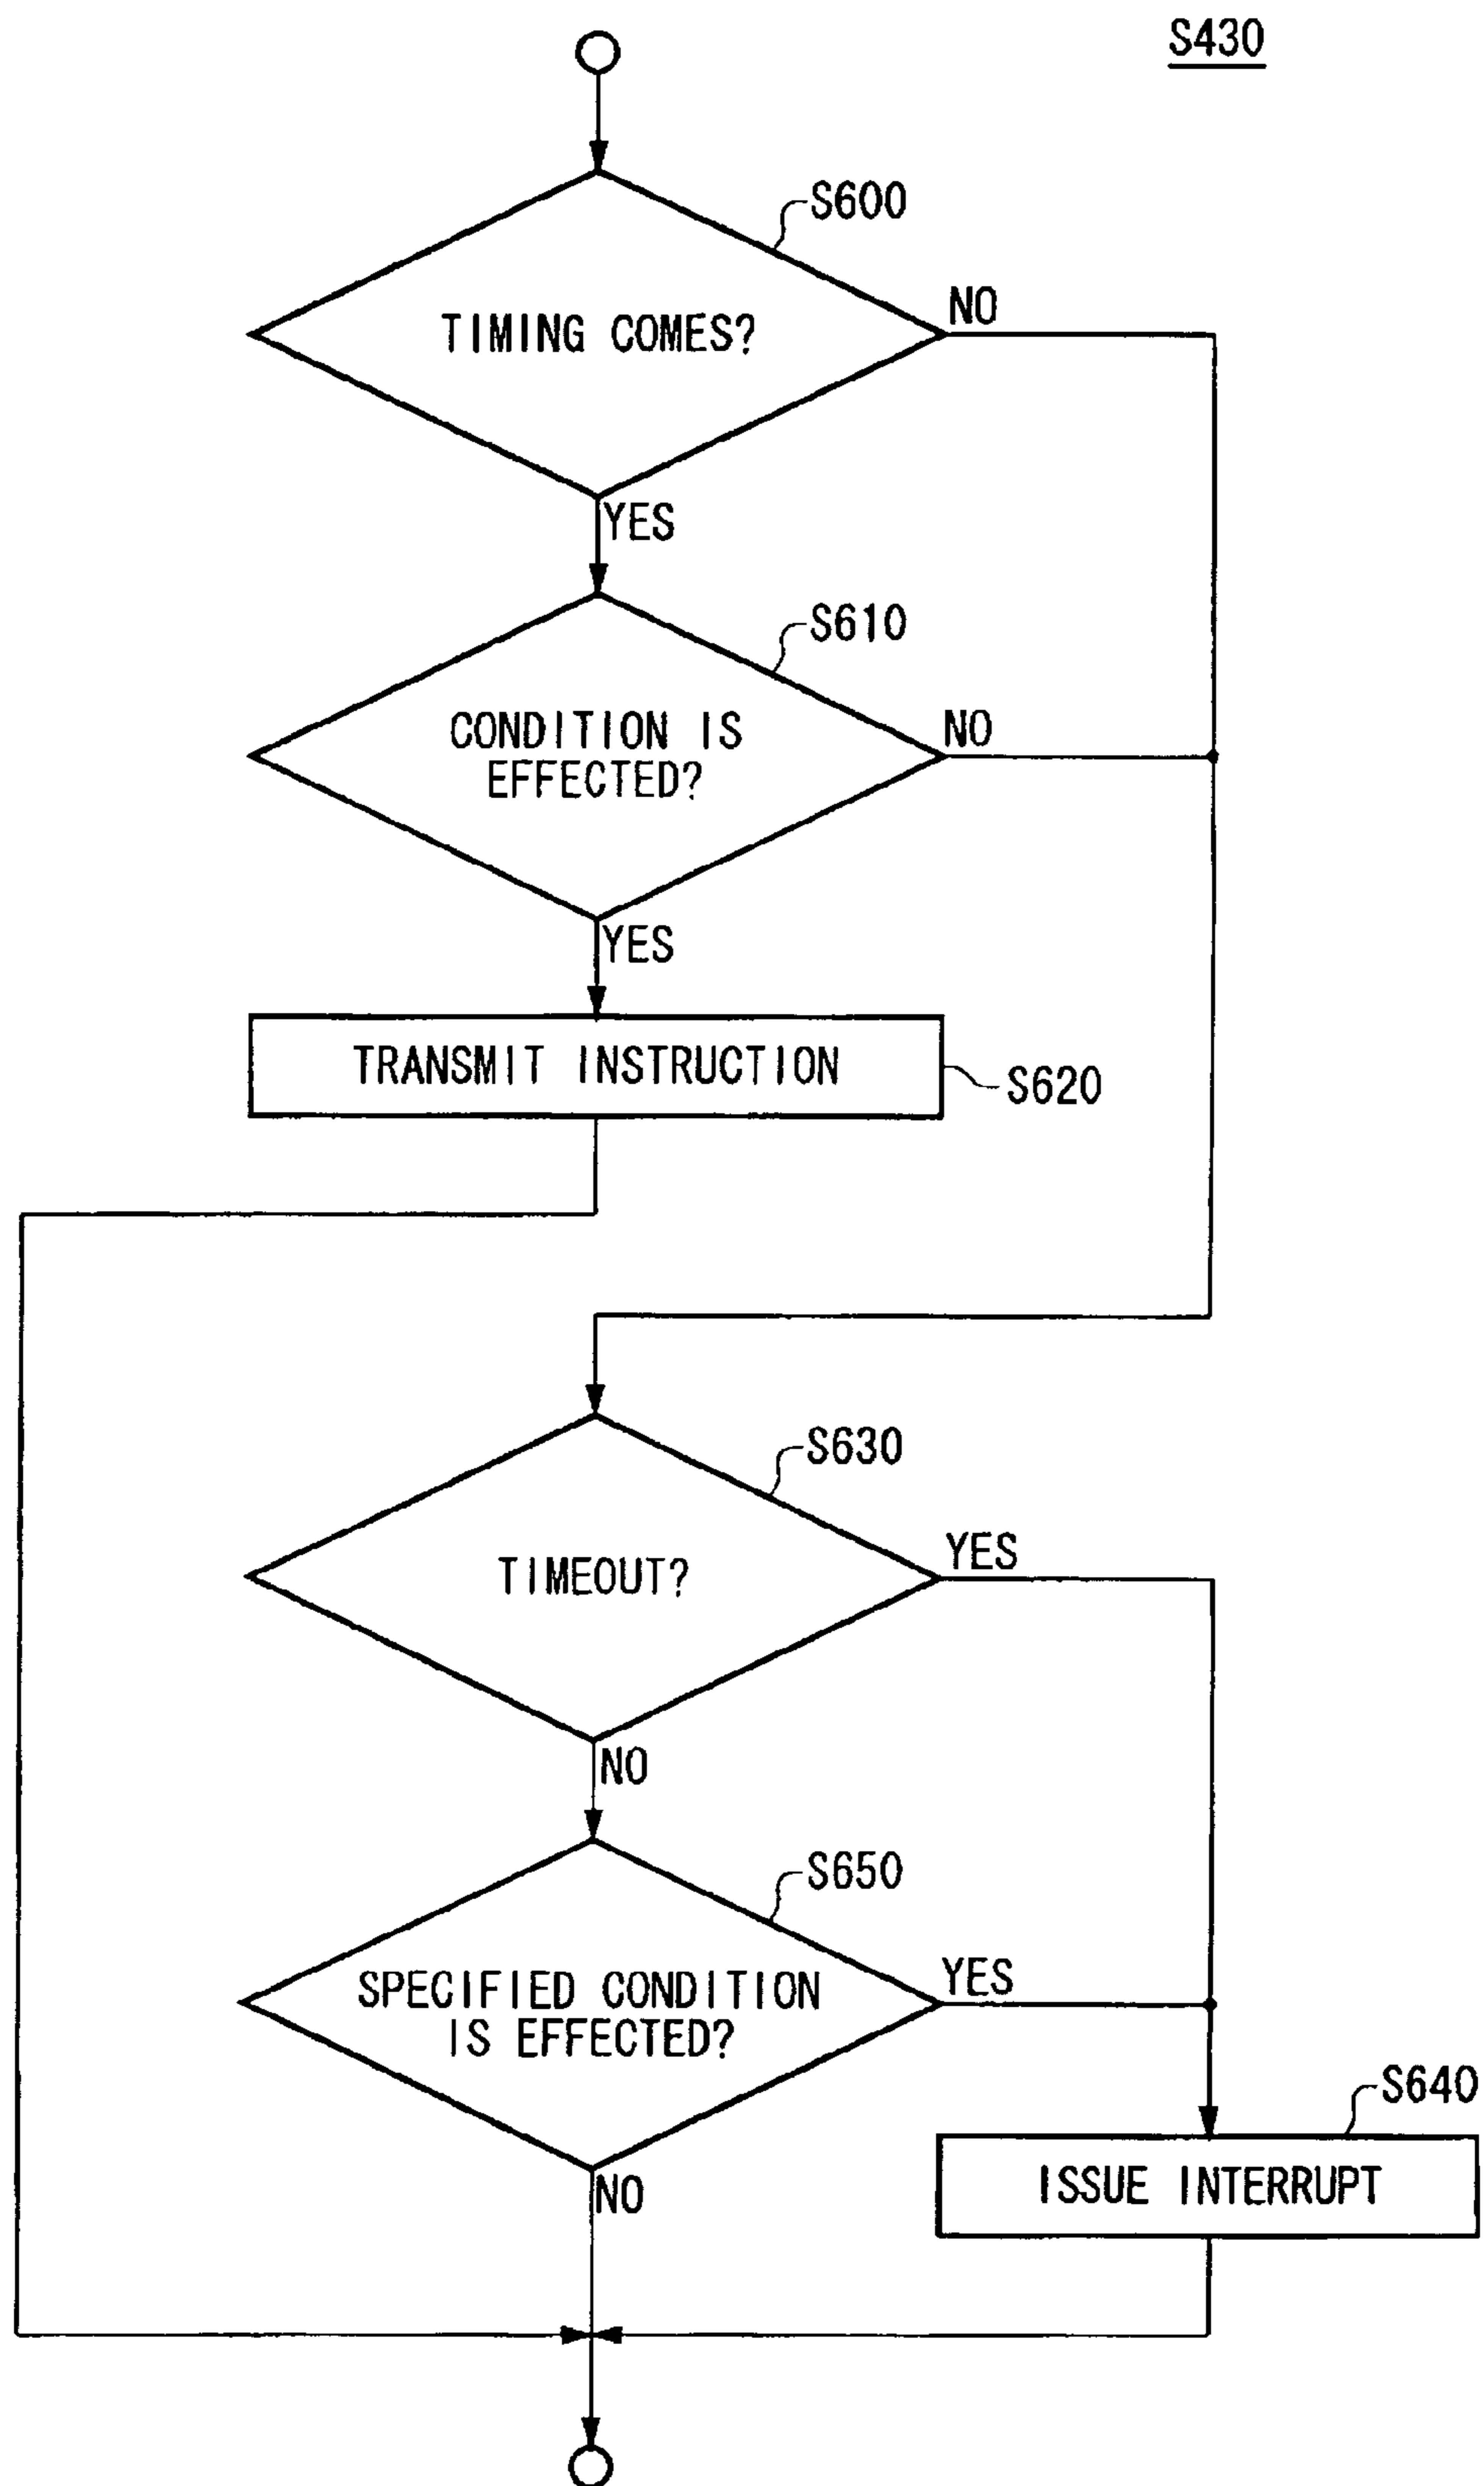 S430
S600
TIMING COMES?
NO
YES
S610
CONDITION IS
EFFECTED?
NO
YES
TRANSMIT INSTRUCTION
S620
S630
TIMEOUT?
YES
NO
S650
SPECIFIED CONDITION
IS EFFECTED?
YES
S640
ISSUE INTERRUPT
NO